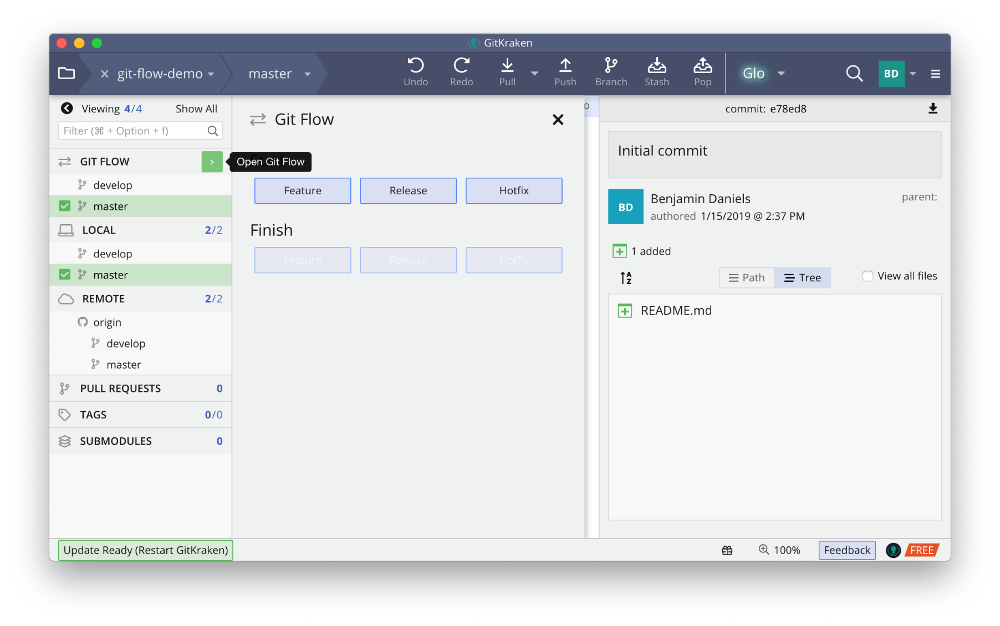 GitKraken
git-flow-demo
master
Undo
Redo
Pull
Push
Branch
Stash
Pop
Glo
BD
Viewing 4/4
Show All
Filter (⌘ + Option + f)
GIT FLOW
Open Git Flow
develop
master
LOCAL 2/2
develop
master
REMOTE 2/2
origin
develop
master
PULL REQUESTS 0
TAGS 0/0
SUBMODULES 0
Git Flow
Feature
Release
Hotfix
Finish
Feature
Release
Hotfix
commit: e78ed8
Initial commit
BD
Benjamin Daniels
authored 1/15/2019 @ 2:37 PM
parent:
1 added
A
Z
Path
Tree
View all files
README.md
Update Ready (Restart GitKraken)
100%
Feedback
FREE